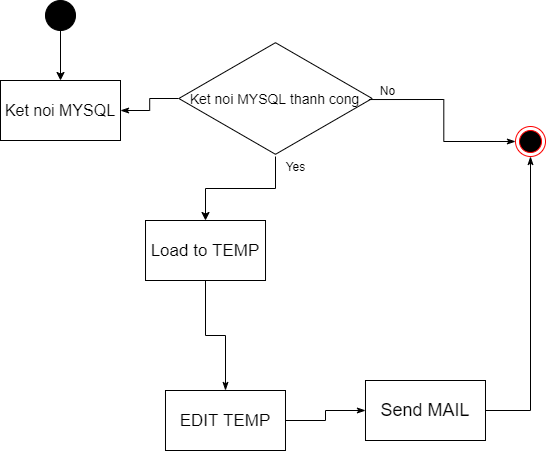 Ket noi MYSQL
Ket noi MYSQL thanh cong
No
Yes
Load to TEMP
EDIT TEMP
Send MAIL